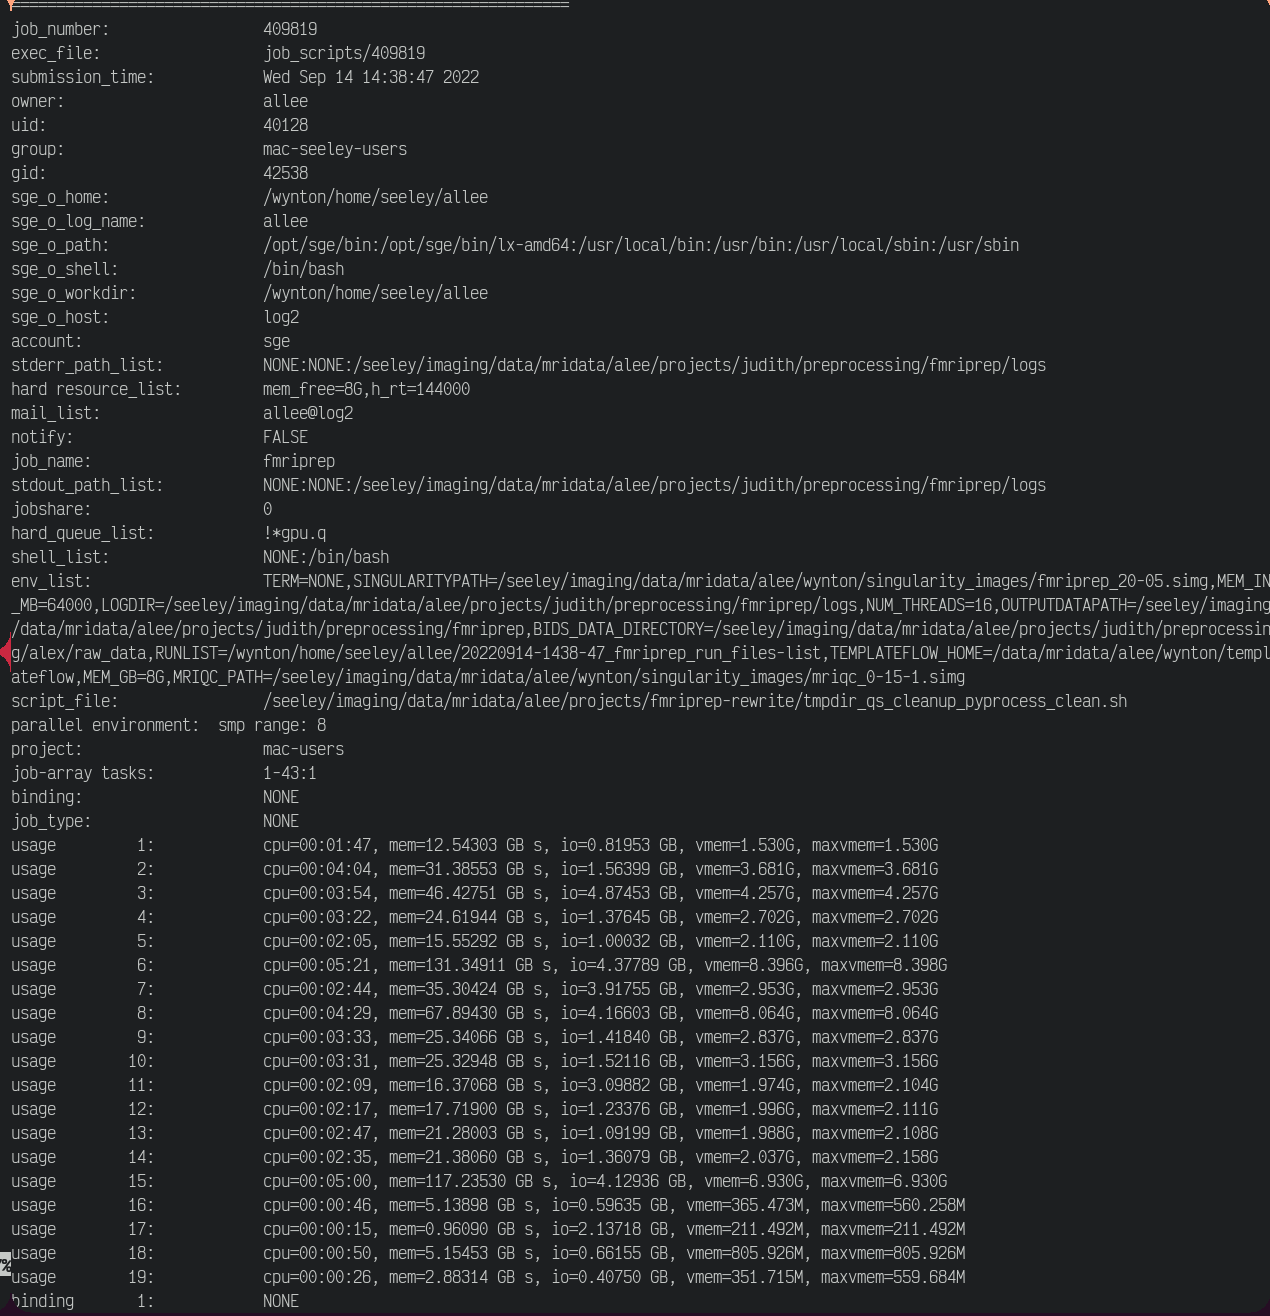 ==============================================================
job_number:                 409819
exec_file:                  job_scripts/409819
submission_time:            Wed Sep 14 14:38:47 2022
owner:                      allee
uid:                        40128
group:                      mac-seeley-users
gid:                        42538
sge_o_home:                 /wynton/home/seeley/allee
sge_o_log_name:             allee
sge_o_path:                 /opt/sge/bin:/opt/sge/bin/lx-amd64:/usr/local/bin:/usr/bin:/usr/local/sbin:/usr/sbin
sge_o_shell:                /bin/bash
sge_o_workdir:              /wynton/home/seeley/allee
sge_o_host:                 log2
account:                    sge
stderr_path_list:           NONE:NONE:/seeley/imaging/data/mridata/alee/projects/judith/preprocessing/fmriprep/logs
hard resource_list:         mem_free=8G,h_rt=144000
mail_list:                  allee@log2
notify:                     FALSE
job_name:                   fmriprep
stdout_path_list:           NONE:NONE:/seeley/imaging/data/mridata/alee/projects/judith/preprocessing/fmriprep/logs
jobshare:                   0
hard_queue_list:            !*gpu.q
shell_list:                 NONE:/bin/bash
env_list:                   TERM=NONE,SINGULARITYPATH=/seeley/imaging/data/mridata/alee/wynton/singularity_images/fmriprep_20-05.simg,MEM_IN
_MB=64000,LOGDIR=/seeley/imaging/data/mridata/alee/projects/judith/preprocessing/fmriprep/logs,NUM_THREADS=16,OUTPUTDATAPATH=/seeley/imaging
/data/mridata/alee/projects/judith/preprocessing/fmriprep,BIDS_DATA_DIRECTORY=/seeley/imaging/data/mridata/alee/projects/judith/preprocessin
g/alex/raw_data,RUNLIST=/wynton/home/seeley/allee/20220914-1438-47_fmriprep_run_files-list,TEMPLATEFLOW_HOME=/data/mridata/alee/wynton/templ
ateflow,MEM_GB=8G,MRIQC_PATH=/seeley/imaging/data/mridata/alee/wynton/singularity_images/mriqc_0-15-1.simg
script_file:                /seeley/imaging/data/mridata/alee/projects/fmriprep-rewrite/tmpdir_qs_cleanup_pyprocess_clean.sh
parallel environment:  smp range: 8
project:                    mac-users
job-array tasks:            1-43:1
binding:                    NONE
job_type:                   NONE
usage         1:            cpu=00:01:47, mem=12.54303 GB s, io=0.81953 GB, vmem=1.530G, maxvmem=1.530G
usage         2:            cpu=00:04:04, mem=31.38553 GB s, io=1.56399 GB, vmem=3.681G, maxvmem=3.681G
usage         3:            cpu=00:03:54, mem=46.42751 GB s, io=4.87453 GB, vmem=4.257G, maxvmem=4.257G
usage         4:            cpu=00:03:22, mem=24.61944 GB s, io=1.37645 GB, vmem=2.702G, maxvmem=2.702G
usage         5:            cpu=00:02:05, mem=15.55292 GB s, io=1.00032 GB, vmem=2.110G, maxvmem=2.110G
usage         6:            cpu=00:05:21, mem=131.34911 GB s, io=4.37789 GB, vmem=8.396G, maxvmem=8.398G
usage         7:            cpu=00:02:44, mem=35.30424 GB s, io=3.91755 GB, vmem=2.953G, maxvmem=2.953G
usage         8:            cpu=00:04:29, mem=67.89430 GB s, io=4.16603 GB, vmem=8.064G, maxvmem=8.064G
usage         9:            cpu=00:03:33, mem=25.34066 GB s, io=1.41840 GB, vmem=2.837G, maxvmem=2.837G
usage        10:            cpu=00:03:31, mem=25.32948 GB s, io=1.52116 GB, vmem=3.156G, maxvmem=3.156G
usage        11:            cpu=00:02:09, mem=16.37068 GB s, io=3.09882 GB, vmem=1.974G, maxvmem=2.104G
usage        12:            cpu=00:02:17, mem=17.71900 GB s, io=1.23376 GB, vmem=1.996G, maxvmem=2.111G
usage        13:            cpu=00:02:47, mem=21.28003 GB s, io=1.09199 GB, vmem=1.988G, maxvmem=2.108G
usage        14:            cpu=00:02:35, mem=21.38060 GB s, io=1.36079 GB, vmem=2.037G, maxvmem=2.158G
usage        15:            cpu=00:05:00, mem=117.23530 GB s, io=4.12936 GB, vmem=6.930G, maxvmem=6.930G
usage        16:            cpu=00:00:46, mem=5.13898 GB s, io=0.59635 GB, vmem=365.473M, maxvmem=560.258M
usage        17:            cpu=00:00:15, mem=0.96090 GB s, io=2.13718 GB, vmem=211.492M, maxvmem=211.492M
usage        18:            cpu=00:00:50, mem=5.15453 GB s, io=0.66155 GB, vmem=805.926M, maxvmem=805.926M
usage        19:            cpu=00:00:26, mem=2.88314 GB s, io=0.40750 GB, vmem=351.715M, maxvmem=559.684M
binding       1:            NONE